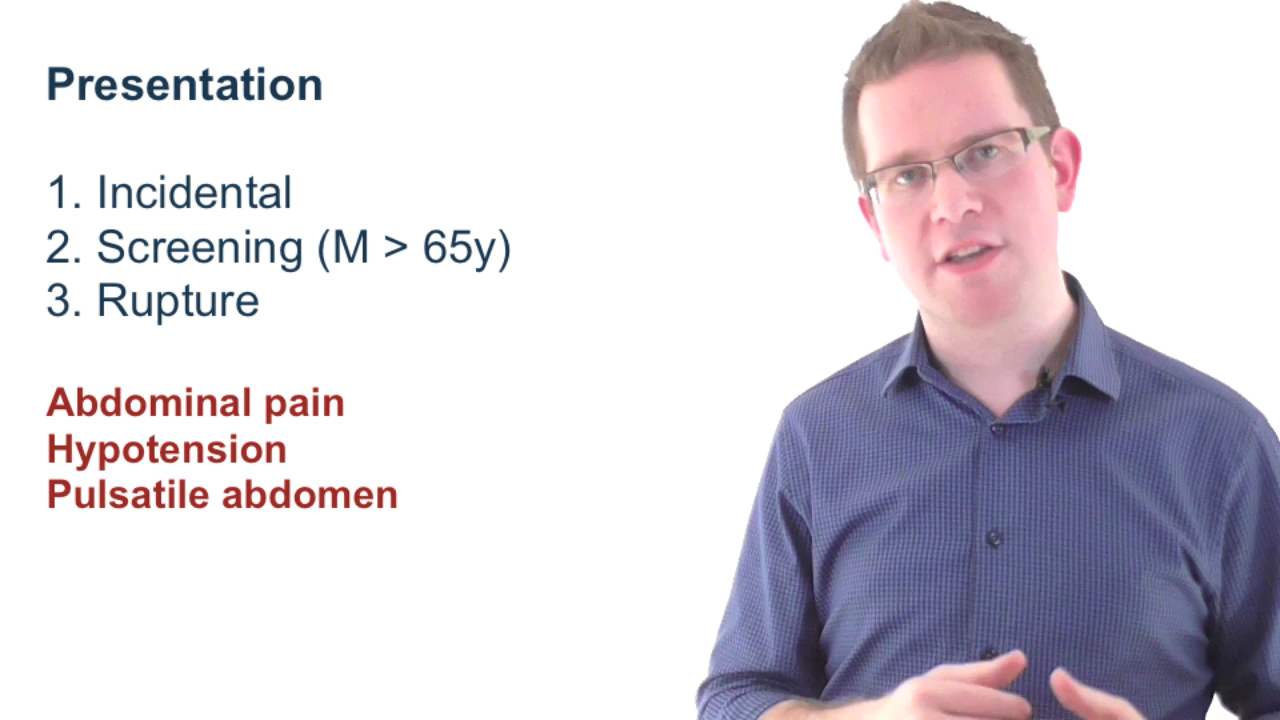 Presentation
1. Incidental
2. Screening (M > 65y)
3. Rupture
Abdominal pain
Hypotension
Pulsatile abdomen